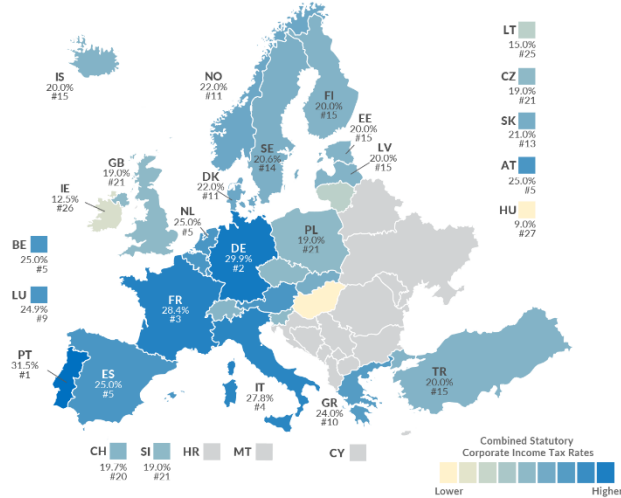 LT
15.0%
#25
CZ
19.0%
#21
SK
21.0%
#13
AT
25.0%
#5
HU
9.0%
#27
IS
20.0%
#15
NO
22.0%
#11
FI
20.0%
#15
EE
20.0%
#15
LV
20.0%
#15
SE
20.6%
#14
GB
19.0%
#21
DK
22.0%
#11
IE
12.5%
#26
NL
25.0%
#5
BE
25.0%
#5
DE
29.9%
#2
PL
19.0%
#21
LU
24.9%
#9
FR
28.4%
#3
PT
31.5%
#1
ES
25.0%
#5
IT
27.8%
#4
GR
24.0%
#10
TR
20.0%
#15
CH
19.7%
#20
SI
19.0%
#21
HR
MT
CY
Combined Statutory
Corporate Income Tax Rates
Lower
Higher